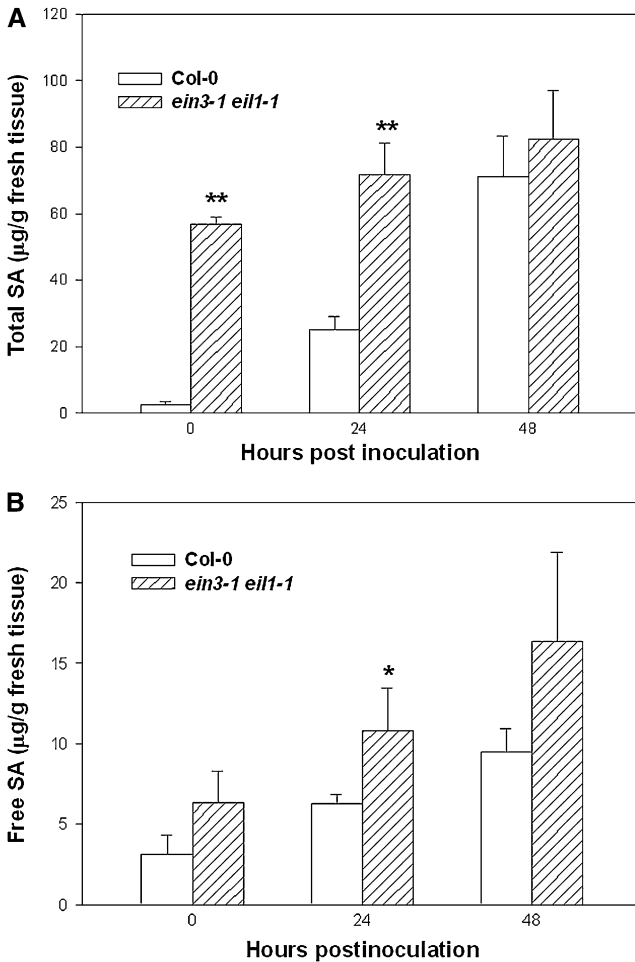 A
120
100
80
60
40
20
0
Total SA (μg/g fresh tissue)
Col-0
ein3-1 eil1-1
**
**
0
24
48
Hours post inoculation
B
25
20
15
10
5
0
Free SA (μg/g fresh tissue)
Col-0
ein3-1 eil1-1
*
0
24
48
Hours postinoculation